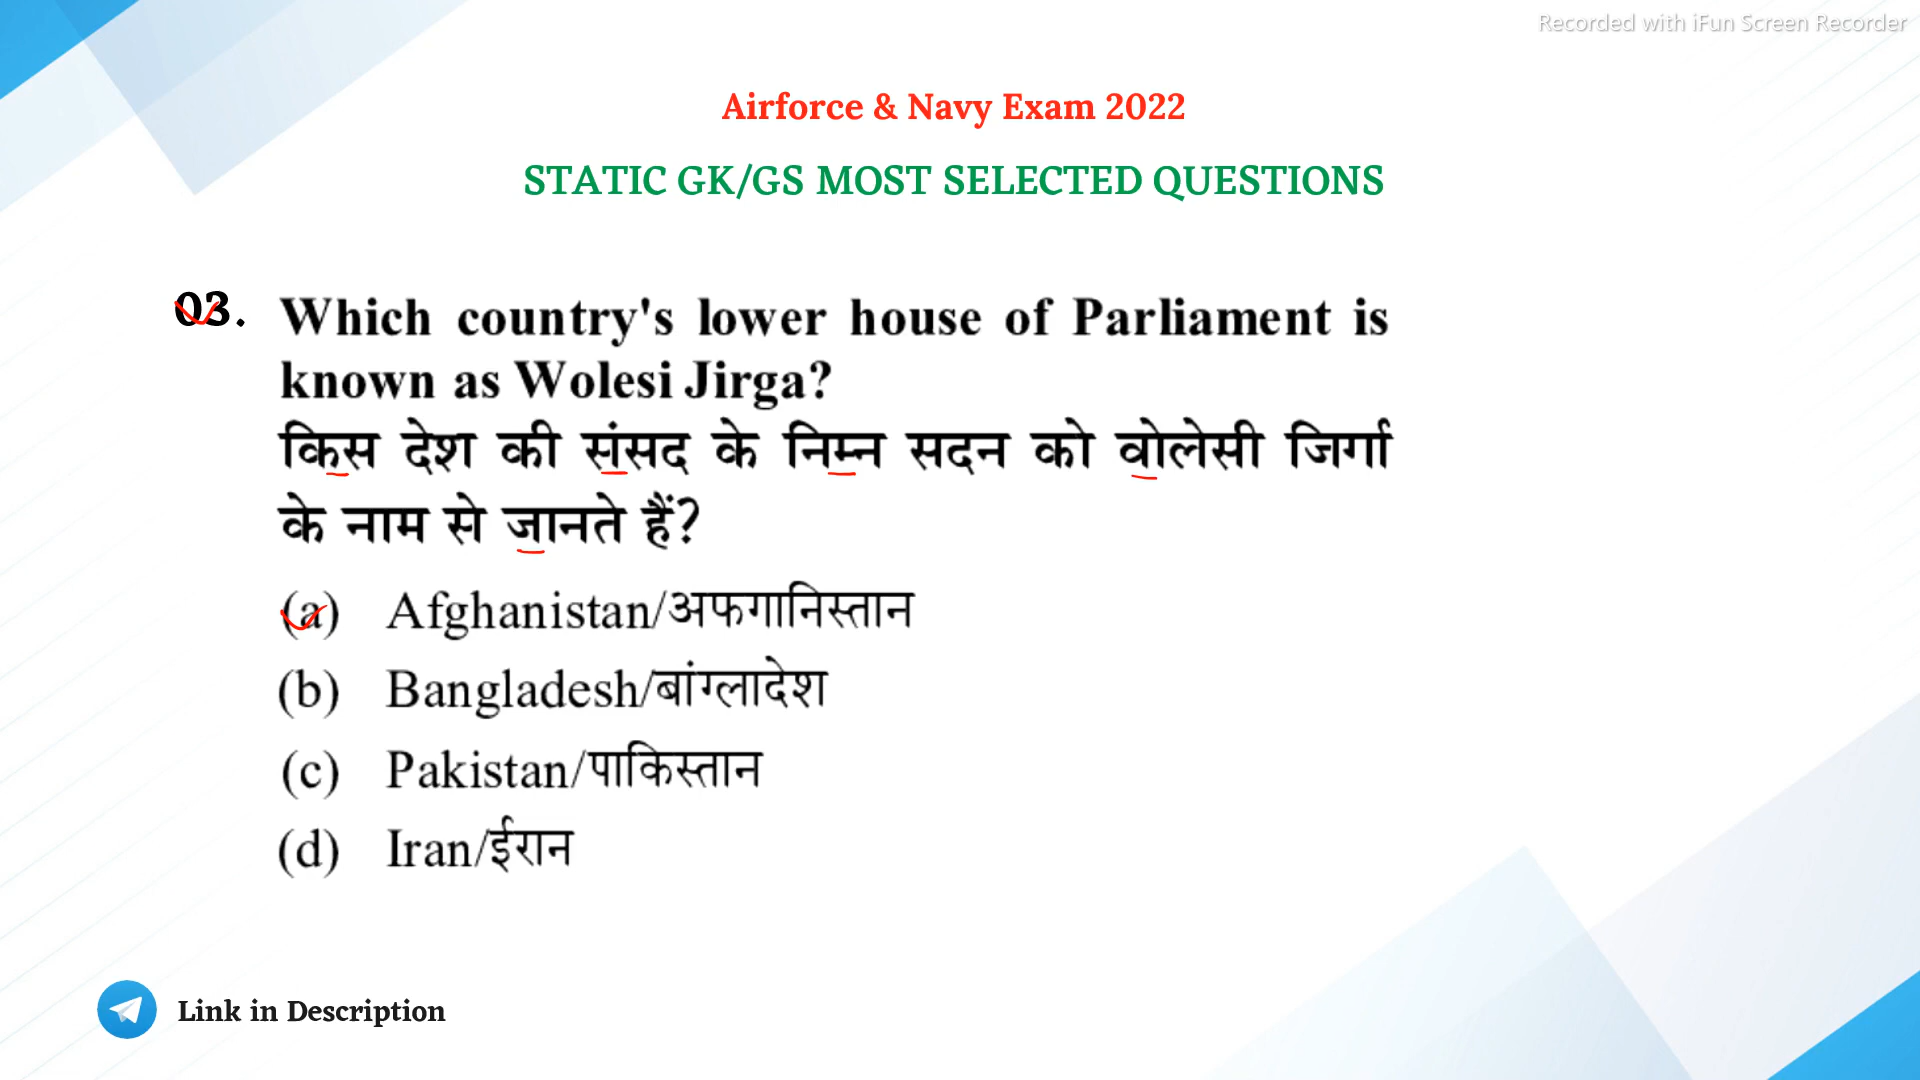 Recorded with iFun Screen Recorder
Airforce & Navy Exam 2022
STATIC GK/GS MOST SELECTED QUESTIONS
03. Which country's lower house of Parliament is
known as Wolesi Jirga?
किस देश की संसद के निम्न सदन को वोलेसी जिर्गा
के नाम से जानते हैं?
(a) Afghanistan/अफगानिस्तान
(b) Bangladesh/बांग्लादेश
(c) Pakistan/पाकिस्तान
(d) Iran/ईरान
Link in Description